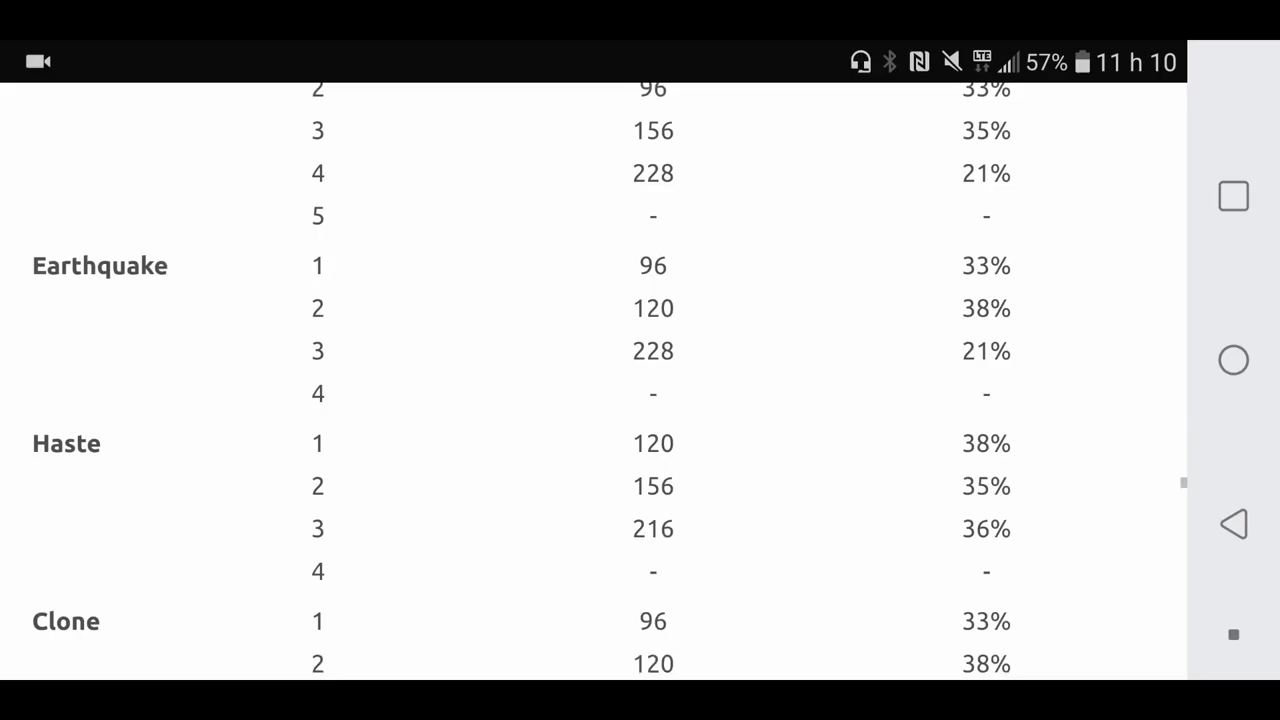 LTE 57% 11 h 10
2 96 33%
3 156 35%
4 228 21%
5 - -
Earthquake 1 96 33%
2 120 38%
3 228 21%
4 - -
Haste 1 120 38%
2 156 35%
3 216 36%
4 - -
Clone 1 96 33%
2 120 38%